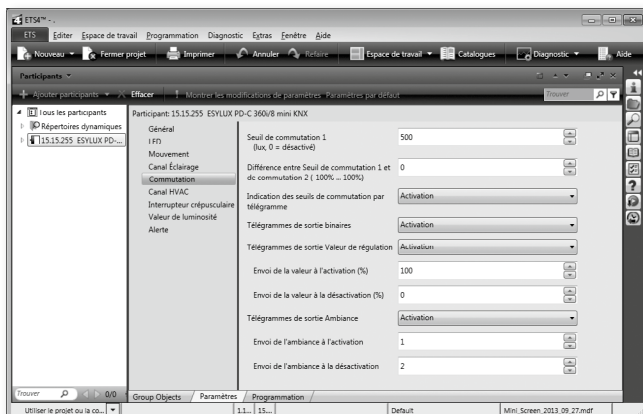 ETS4™ - .
ETS Editer Espace de travail Programmation Diagnostic Extras Fenêtre Aide
Nouveau Fermer projet Imprimer Annuler Refaire Espace de travail Catalogues Diagnostic Aide
Participants
Ajouter participants Effacer Montrer les modifications de paramètres Paramètres par défaut Trouver
Tous les participants
Répertoires dynamiques
15.15.255 ESYLUX PD-...
Participant: 15.15.255 ESYLUX PD-C 360i/8 mini KNX
Général
LED
Mouvement
Canal Éclairage
Commutation
Canal HVAC
Interrupteur crépusculaire
Valeur de luminosité
Alerte
Seuil de commutation 1
(lux, 0 = désactivé)
500
Différence entre Seuil de commutation 1 et
de commutation 2 ( 100% ... 100%)
0
Indication des seuils de commutation par
télégramme
Activation
Télégrammes de sortie binaires
Activation
Télégrammes de sortie Valeur de régulation
Activation
Envoi de la valeur à l'activation (%)
100
Envoi de la valeur à la désactivation (%)
0
Télégrammes de sortie Ambiance
Activation
Envoi de l'ambiance à l'activation
1
Envoi de l'ambiance à la désactivation
2
Trouver 0/0
Group Objects Paramètres Programmation
Utiliser le projet ou la co... 1.1... 15.... Default Mini_Screen_2013_09_27.mdf